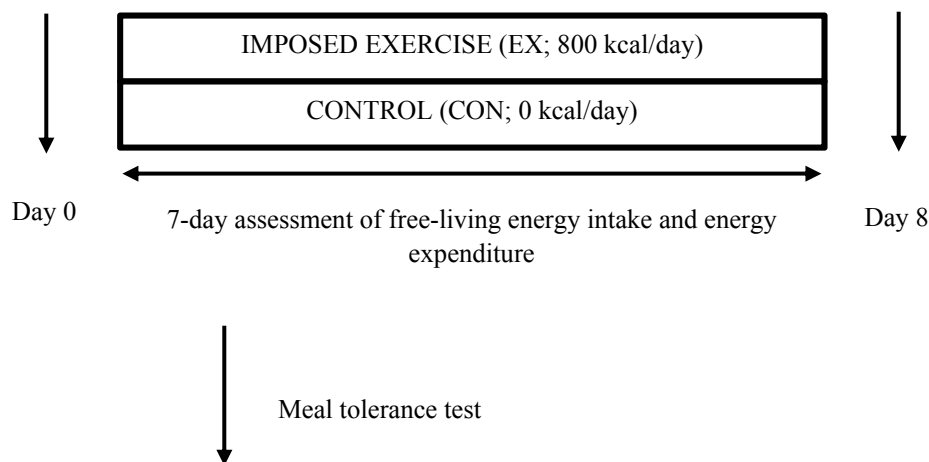 IMPOSED EXERCISE (EX; 800 kcal/day)
CONTROL (CON; 0 kcal/day)
Day 0
7-day assessment of free-living energy intake and energy
expenditure
Day 8
Meal tolerance test